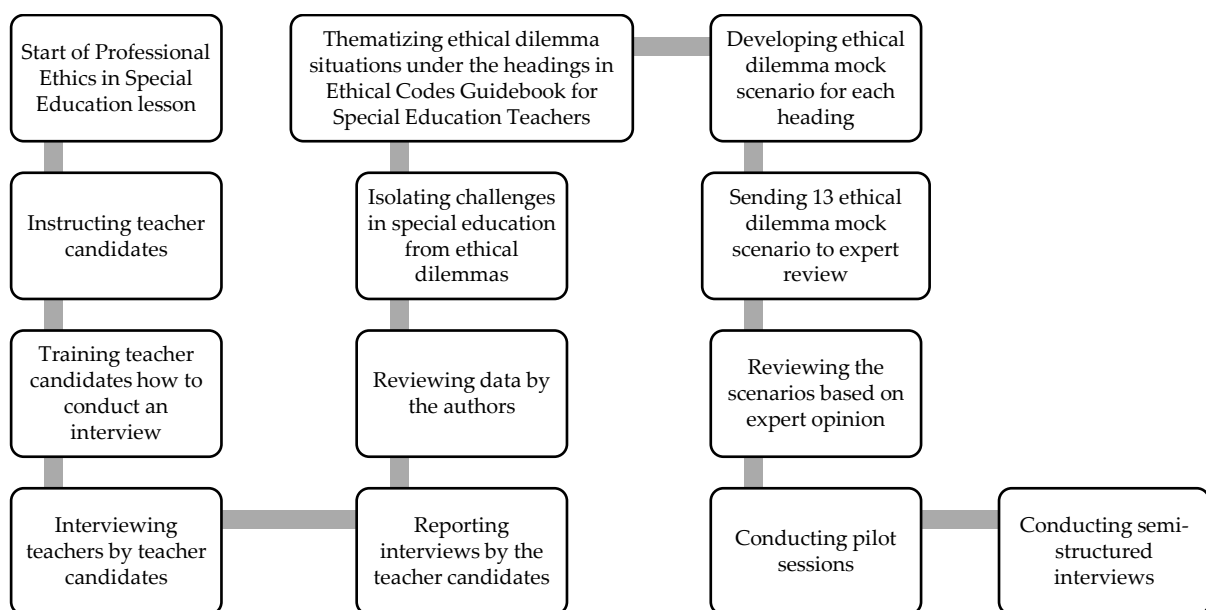 Start of Professional
Ethics in Special
Education lesson
Instructing teacher
candidates
Training teacher
candidates how to
conduct an
interview
Interviewing
teachers by teacher
candidates
Reporting
interviews by the
teacher candidates
Reviewing data by
the authors
Isolating challenges
in special education
from ethical
dilemmas
Thematizing ethical dilemma
situations under the headings in
Ethical Codes Guidebook for
Special Education Teachers
Developing ethical
dilemma mock
scenario for each
heading
Sending 13 ethical
dilemma mock
scenario to expert
review
Reviewing the
scenarios based on
expert opinion
Conducting pilot
sessions
Conducting semi-
structured
interviews